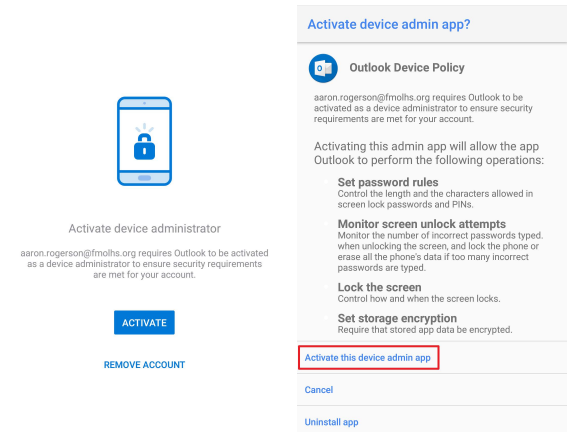 Activate device administrator
aaron.rogerson@fmolhs.org requires Outlook to be activated
as a device administrator to ensure security requirements
are met for your account.
ACTIVATE
REMOVE ACCOUNT
Activate device admin app?
Outlook Device Policy
aaron.rogerson@fmolhs.org requires Outlook to be
activated as a device administrator to ensure security
requirements are met for your account.
Activating this admin app will allow the app
Outlook to perform the following operations:
Set password rules
Control the length and the characters allowed in
screen lock passwords and PINs.
Monitor screen unlock attempts
Monitor the number of incorrect passwords typed.
when unlocking the screen, and lock the phone or
erase all the phone's data if too many incorrect
passwords are typed.
Lock the screen
Control how and when the screen locks.
Set storage encryption
Require that stored app data be encrypted.
Activate this device admin app
Cancel
Uninstall app